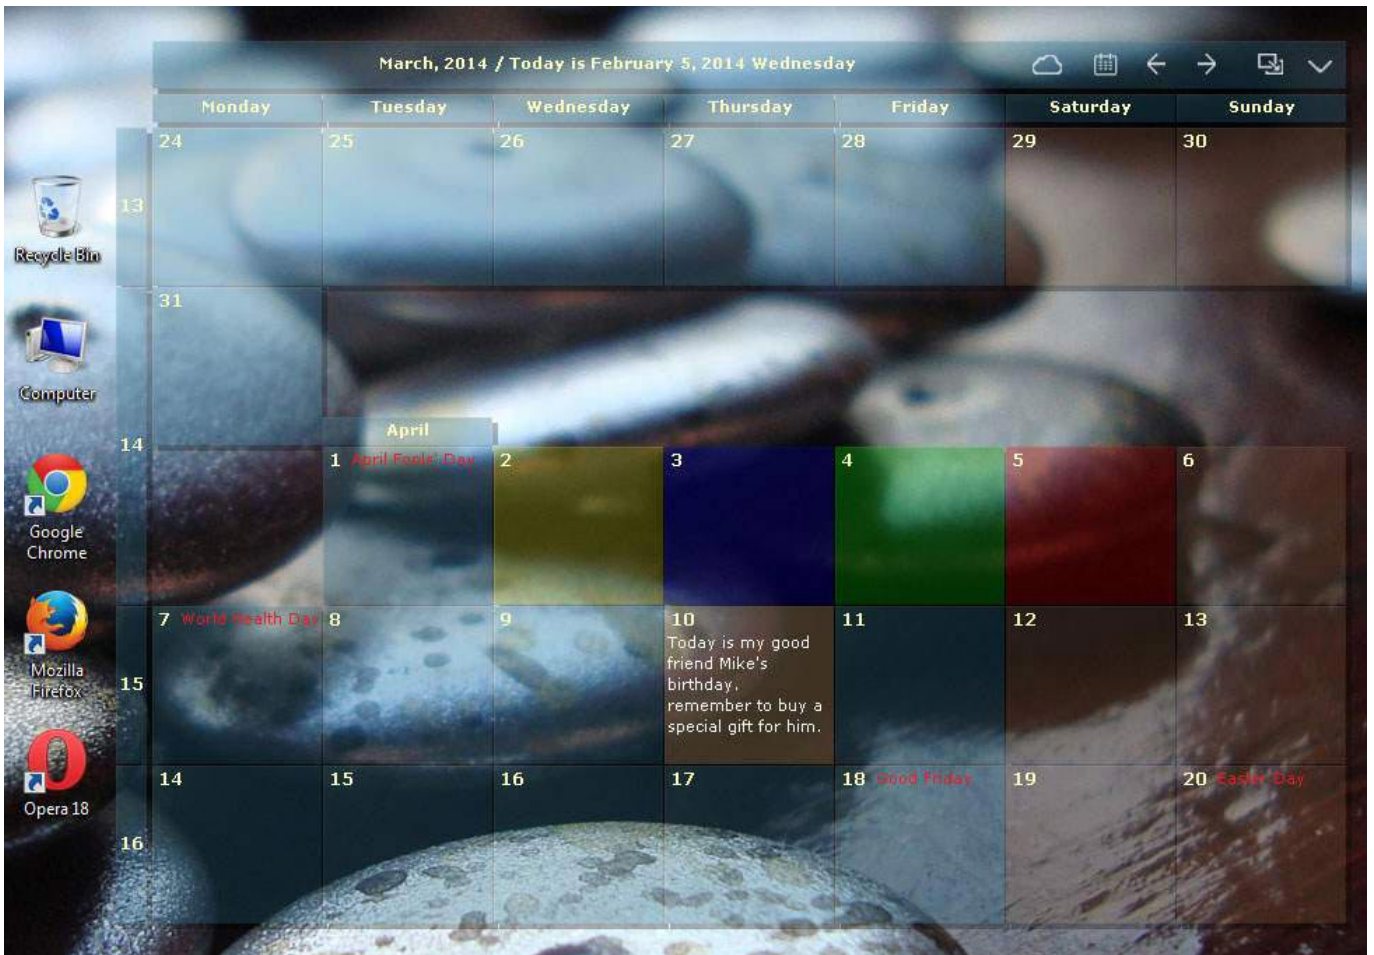 March, 2014 / Today is February 5, 2014 Wednesday
Monday Tuesday Wednesday Thursday Friday Saturday Sunday
24 25 26 27 28 29 30
13
Recycle Bin
31
Computer
April
14
1 April Fools' Day 2 3 4 5 6
Google
Chrome
7 World Health Day 8 9 10 11 12 13
Today is my good
friend Mike's
birthday.
remember to buy a
special gift for him.
Mozilla
Firefox
15
14 15 16 17 18 Good Friday 19 20 Easter Day
Opera 18
16